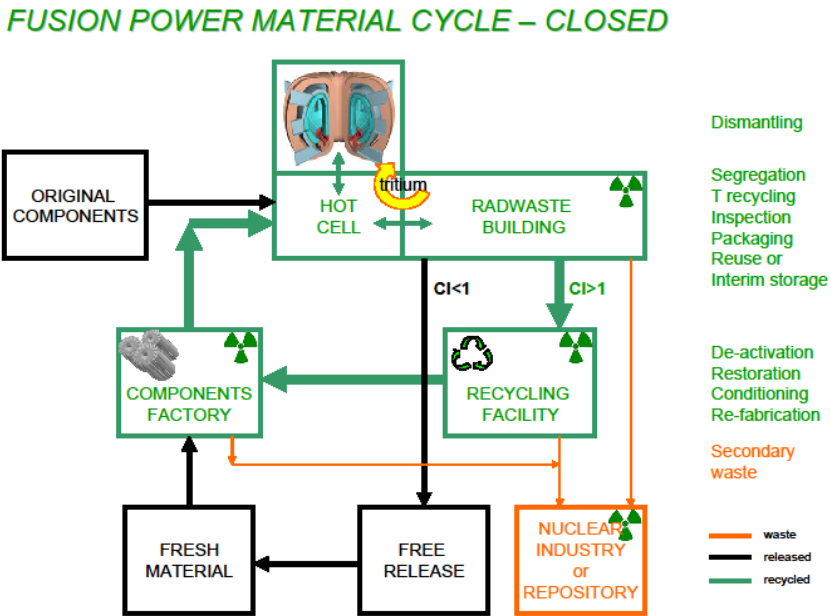 FUSION POWER MATERIAL CYCLE – CLOSED
Dismantling
tritium
ORIGINAL
COMPONENTS
HOT
CELL
RADWASTE
BUILDING
Segregation
T recycling
Inspection
Packaging
Reuse or
Interim storage
CI<1
CI>1
COMPONENTS
FACTORY
RECYCLING
FACILITY
De-activation
Restoration
Conditioning
Re-fabrication
Secondary
waste
FRESH
MATERIAL
FREE
RELEASE
NUCLEAR
INDUSTRY
or
REPOSITORY
waste
released
recycled